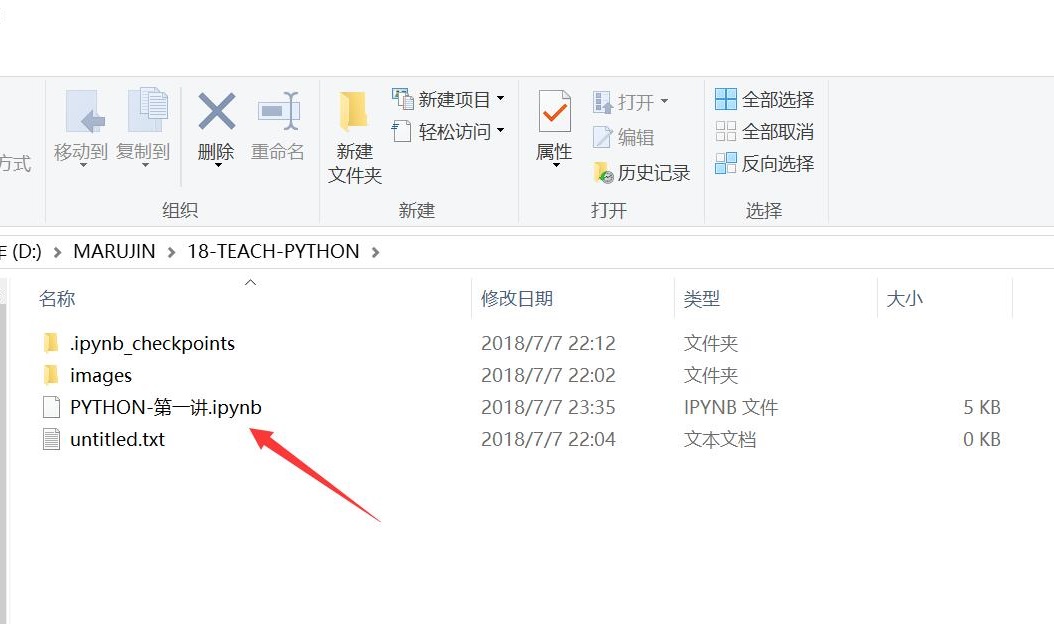 方式
移动到 复制到 删除 重命名
组织
新建文件夹
新建项目
轻松访问
新建
属性
打开
编辑
历史记录
打开
全部选择
全部取消
反向选择
选择
(D:) > MARUJIN > 18-TEACH-PYTHON >
名称 修改日期 类型 大小
.ipynb_checkpoints 2018/7/7 22:12 文件夹
images 2018/7/7 22:02 文件夹
PYTHON-第一讲.ipynb 2018/7/7 23:35 IPYNB 文件 5 KB
untitled.txt 2018/7/7 22:04 文本文档 0 KB